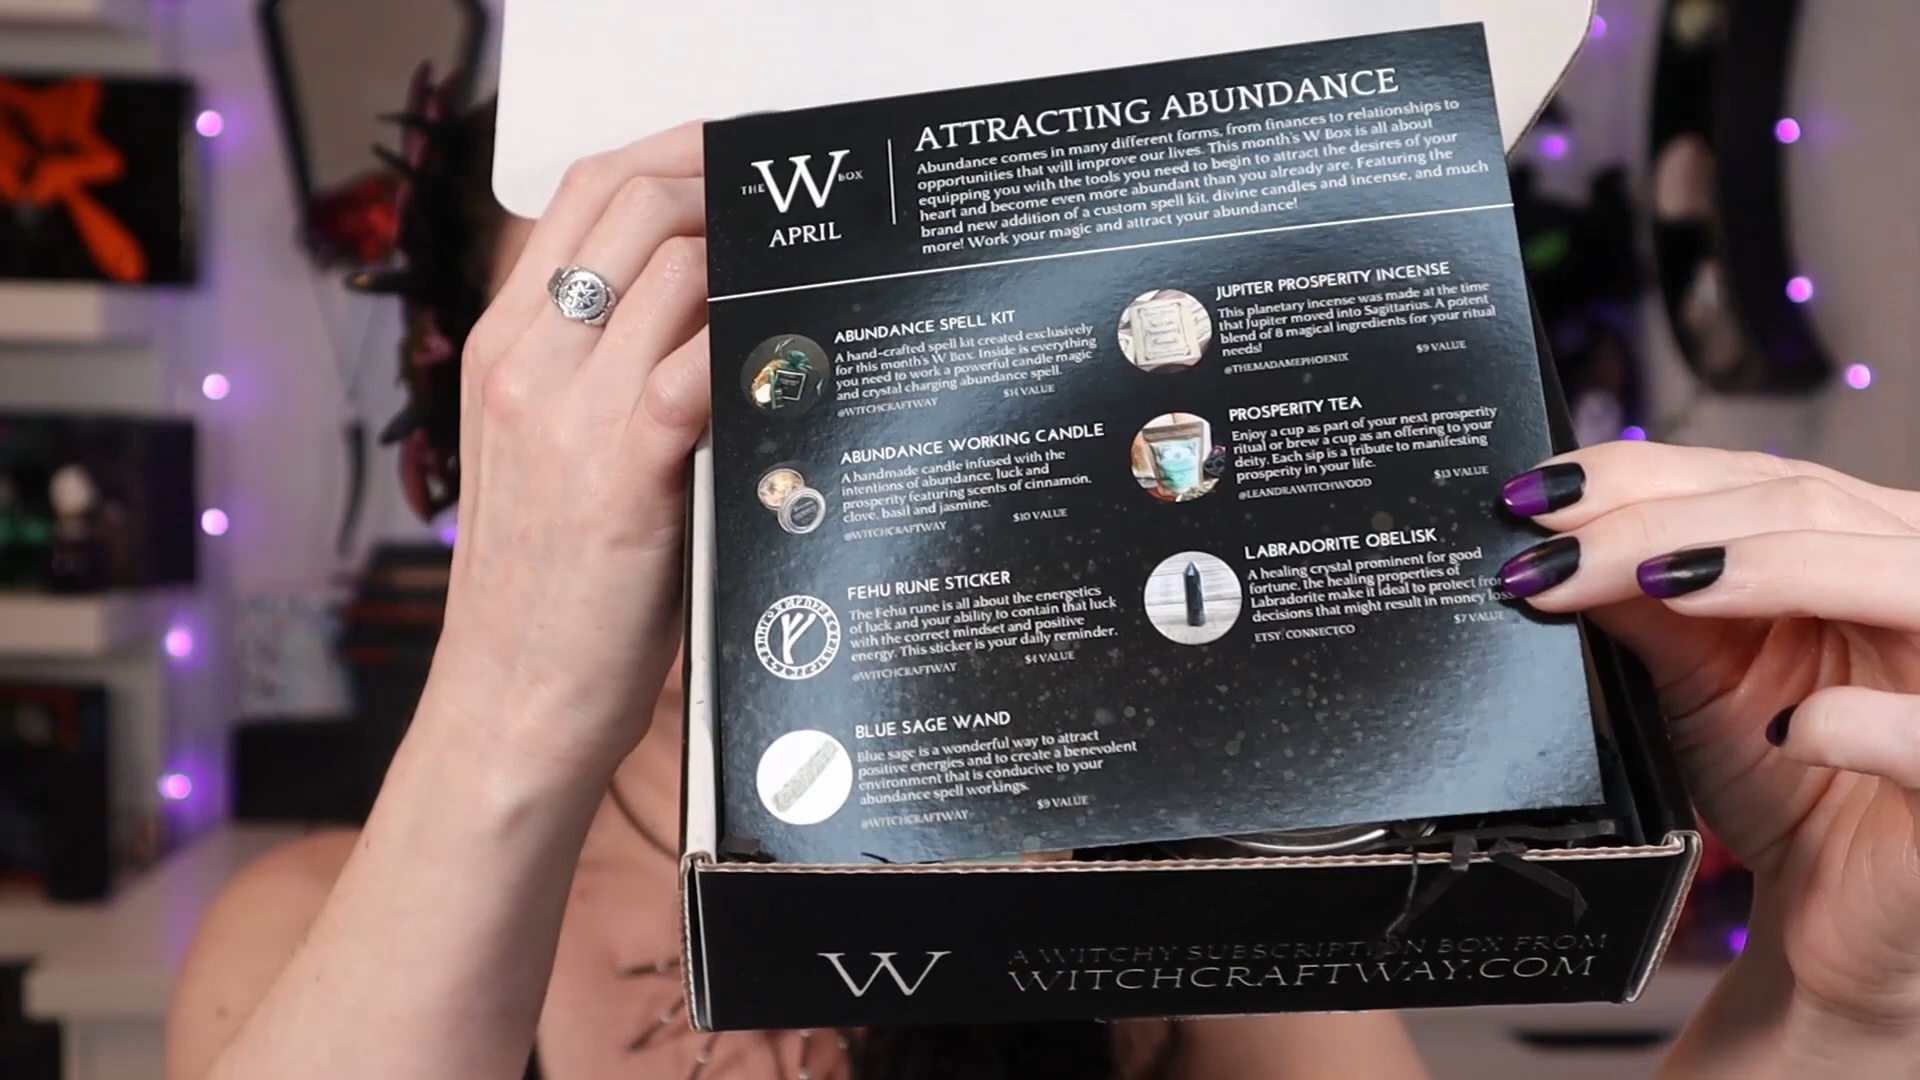 THE W BOX
APRIL
ATTRACTING ABUNDANCE
Abundance comes in many different forms, from finances to relationships to
opportunities that will improve our lives. This month's W Box is all about
equipping you with the tools you need to begin to attract the desires of your
heart and become even more abundant than you already are. Featuring the
brand new addition of a custom spell kit, divine candles and incense, and much
more! Work your magic and attract your abundance!
ABUNDANCE SPELL KIT
A hand-crafted spell kit created exclusively
for this month's W Box. Inside is everything
you need to work a powerful candle magic
and crystal charging abundance spell.
@WITCHCRAFTWAY
VALUE
ABUNDANCE WORKING CANDLE
A handmade candle infused with the
intentions of abundance, luck and
prosperity featuring scents of cinnamon,
clove, basil and jasmine.
@WITCHCRAFTWAY
$10 VALUE
FEHU RUNE STICKER
The Fehu rune is all about the energetics
of luck and your ability to contain that luck
with the correct mindset and positive
energy. This sticker is your daily reminder.
@WITCHCRAFTWAY
$4 VALUE
BLUE SAGE WAND
Blue sage is a wonderful way to attract
positive energies and to create a benevolent
environment that is conducive to your
abundance spell workings.
@WITCHCRAFTWAY
$9 VALUE
JUPITER PROSPERITY INCENSE
This planetary incense was made at the time
that Jupiter moved into Sagittarius. A potent
blend of 8 magical ingredients for your ritual
needs!
@THEMADAMEPHOENIX
$9 VALUE
PROSPERITY TEA
Enjoy a cup as part of your next prosperity
ritual or brew a cup as an offering to your
deity. Each sip is a tribute to manifesting
prosperity in your life.
@LEANDRAWITCHWOOD
$13 VALUE
LABRADORITE OBELISK
A healing crystal prominent for good
fortune, the healing properties of
Labradorite make it ideal to protect from
decisions that might result in money loss
ETSY: CONNECTCO
$7 VALUE
W
A WITCHY SUBSCRIPTION BOX FROM
WITCHCRAFTWAY.COM